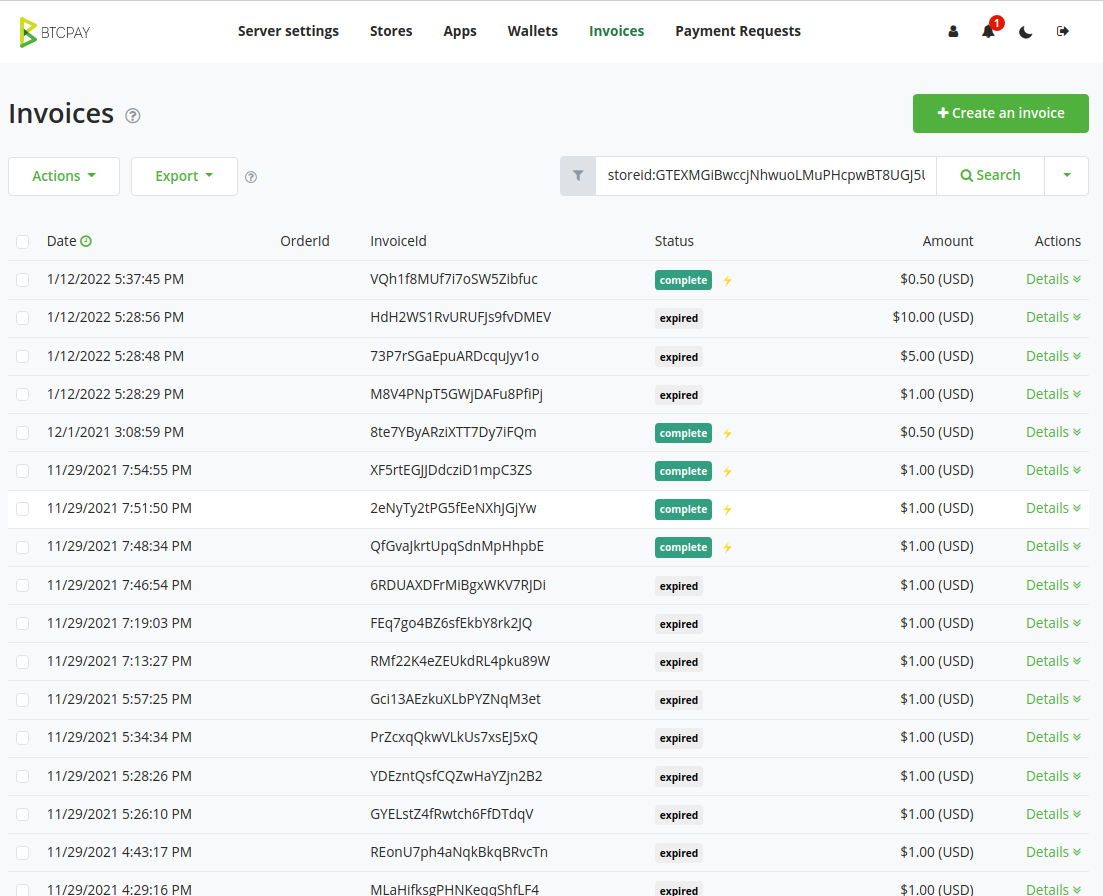 BTCPAY Server settings Stores Apps Wallets Invoices Payment Requests 1
Invoices ? + Create an invoice
Actions Export ? storeid:GTEXMGiBwccjNhwuoLMuPHcpwBT8UGJ5U Search
Date OrderId InvoiceId Status Amount Actions
1/12/2022 5:37:45 PM VQh1f8MUf7i7oSW5Zibfuc complete $0.50 (USD) Details
1/12/2022 5:28:56 PM HdH2WS1RvURUFJs9fvDMEV expired $10.00 (USD) Details
1/12/2022 5:28:48 PM 73P7rSGaEpuARDcquJyv1o expired $5.00 (USD) Details
1/12/2022 5:28:29 PM M8V4PNpT5GWjDAFu8PfiPj expired $1.00 (USD) Details
12/1/2021 3:08:59 PM 8te7YByARziXTT7Dy7iFQm complete $0.50 (USD) Details
11/29/2021 7:54:55 PM XF5rtEGJJDdcziD1mpC3ZS complete $1.00 (USD) Details
11/29/2021 7:51:50 PM 2eNyTy2tPG5fEeNXhJGjYw complete $1.00 (USD) Details
11/29/2021 7:48:34 PM QfGvaJkrtUpqSdnMpHhpbE complete $1.00 (USD) Details
11/29/2021 7:46:54 PM 6RDUAXDFrMiBgxWKV7RJDi expired $1.00 (USD) Details
11/29/2021 7:19:03 PM FEq7go4BZ6sfEkbY8rk2JQ expired $1.00 (USD) Details
11/29/2021 7:13:27 PM RMf22K4eZEUkdRL4pku89W expired $1.00 (USD) Details
11/29/2021 5:57:25 PM Gci13AEzkuXLbPYZNqM3et expired $1.00 (USD) Details
11/29/2021 5:34:34 PM PrZcxqQkwVLkUs7xsEJ5xQ expired $1.00 (USD) Details
11/29/2021 5:28:26 PM YDEzntQsfCQZwHaYZjn2B2 expired $1.00 (USD) Details
11/29/2021 5:26:10 PM GYELstZ4fRwtch6FfDTdqV expired $1.00 (USD) Details
11/29/2021 4:43:17 PM REonU7ph4aNqkBkqBRvcTn expired $1.00 (USD) Details
11/29/2021 4:29:16 PM MLaHifksgPHNKeqqShfLF4 expired $1.00 (USD) Details